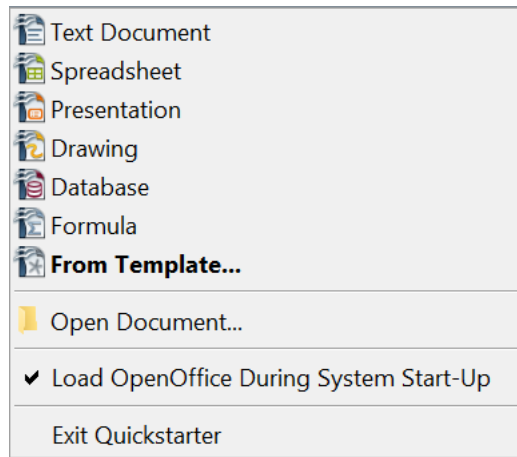 Text Document
Spreadsheet
Presentation
Drawing
Database
Formula
From Template...
Open Document...
Load OpenOffice During System Start-Up
Exit Quickstarter